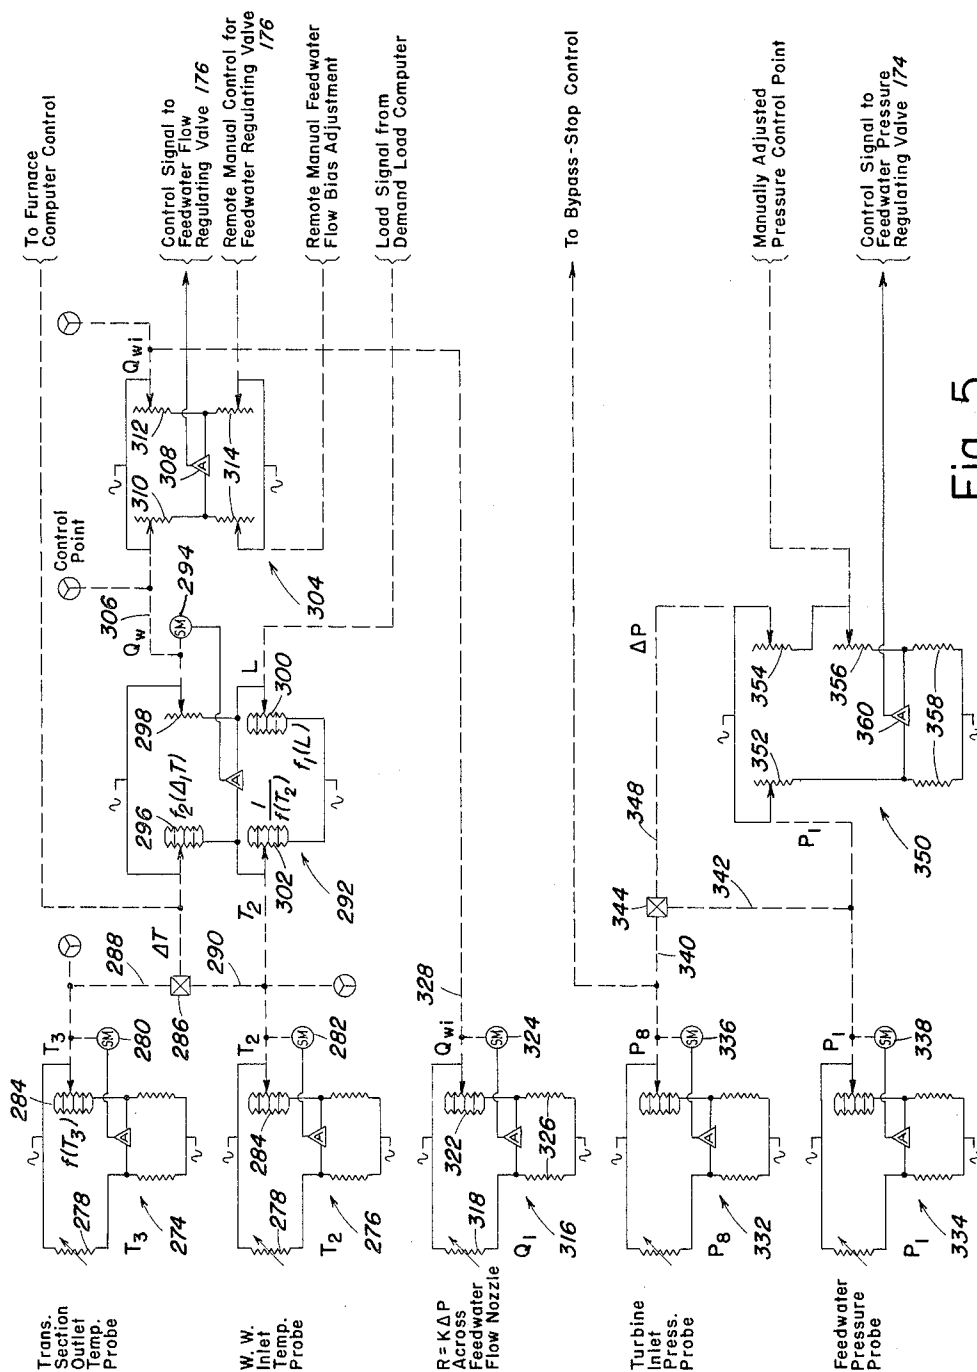 To Furnace
Computer Control
Control Signal to
Feedwater Flow
Regulating Valve 176
Remote Manual Control for
Feedwater Regulating Valve
176
Remote Manual Feedwater
Flow Bias Adjustment
Load Signal from
Demand Load Computer
To Bypass-Stop Control
Manually Adjusted
Pressure Control Point
Control Signal to
Feedwater Pressure
Regulating Valve 174
Control
Point
Qwi
312
310
308
314
304
306
294
SM
Qw
A
298
296
f2(Δ1T)
L
300
f1(L)
1
f(T2)
302
292
T2
ΔT
288
290
286
328
ΔP
354
356
352
360
A
358
350
P1
348
342
344
340
Trans.
Section
Outlet
Temp.
Probe
278
T3
274
284
f(T3)
T3
A
SM
280
W. W.
Inlet
Temp.
Probe
278
T2
276
284
T2
A
SM
282
R = K ΔP
Across
Feedwater
Flow Nozzle
318
Q1
316
322
326
Qwi
A
SM
324
Turbine
Inlet
Press.
Probe
P8
332
P8
A
SM
336
Feedwater
Pressure
Probe
P1
334
P1
A
SM
338
A
Fig. 5